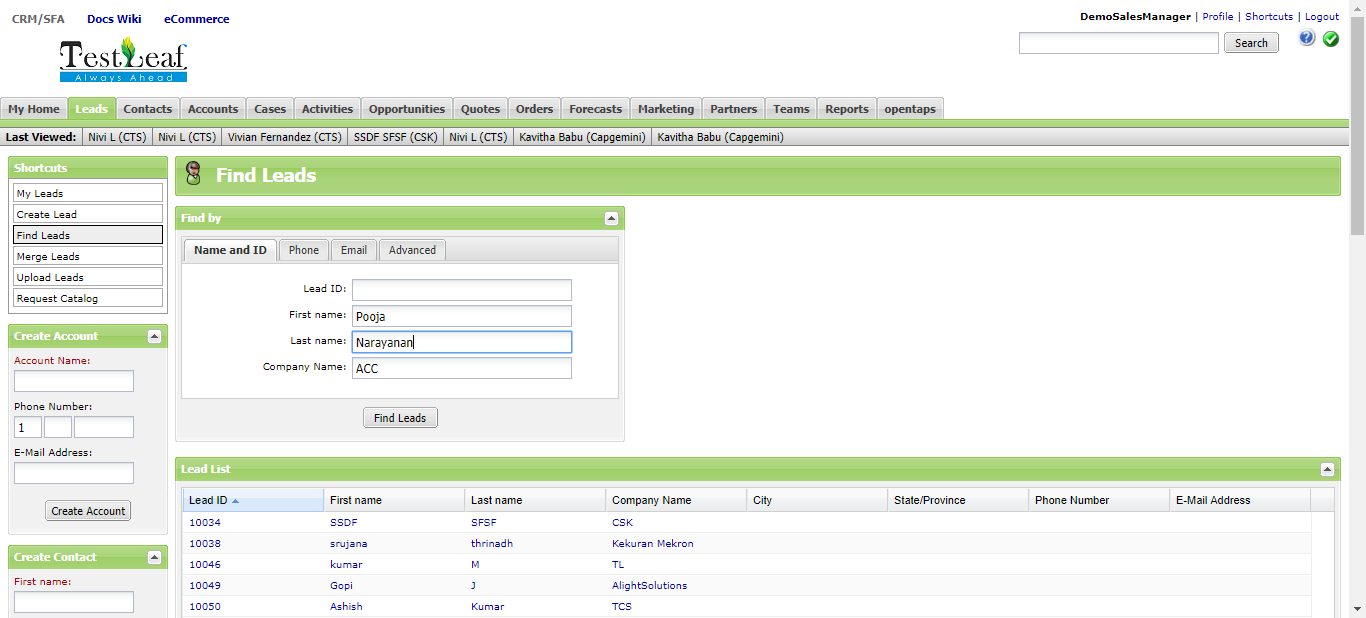 CRM/SFA Docs Wiki eCommerce
DemoSalesManager | Profile | Shortcuts | Logout
Search
TestLeaf
Always Ahead
My Home Leads Contacts Accounts Cases Activities Opportunities Quotes Orders Forecasts Marketing Partners Teams Reports opentaps
Last Viewed: Nivi L (CTS) Nivi L (CTS) Vivian Fernandez (CTS) SSDF SFSF (CSK) Nivi L (CTS) Kavitha Babu (Capgemini) Kavitha Babu (Capgemini)
Shortcuts
My Leads
Create Lead
Find Leads
Merge Leads
Upload Leads
Request Catalog
Create Account
Account Name:
Phone Number:
1
E-Mail Address:
Create Account
Create Contact
First name:
Find Leads
Find by
Name and ID Phone Email Advanced
Lead ID:
First name: Pooja
Last name: Narayanan
Company Name: ACC
Find Leads
Lead List
Lead ID First name Last name Company Name City State/Province Phone Number E-Mail Address
10034 SSDF SFSF CSK
10038 srujana thrinadh Kekuran Mekron
10046 kumar M TL
10049 Gopi J AlightSolutions
10050 Ashish Kumar TCS